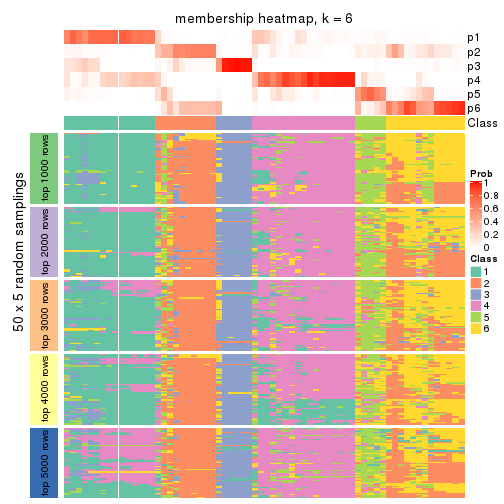 membership heatmap, k = 6
p1
p2
p3
p4
p5
p6
Class
50 x 5 random samplings
top 1000 rows
top 2000 rows
top 3000 rows
top 4000 rows
top 5000 rows
Prob
1
0.8
0.6
0.4
0.2
0
Class
1
2
3
4
5
6